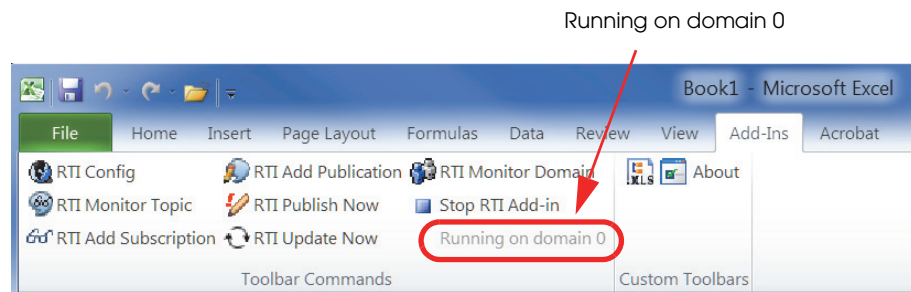 Running on domain 0
Book1 - Microsoft Excel
File Home Insert Page Layout Formulas Data Review View Add-Ins Acrobat
RTI Config RTI Add Publication RTI Monitor Domain XLS About
RTI Monitor Topic RTI Publish Now Stop RTI Add-in
RTI Add Subscription RTI Update Now Running on domain 0
Toolbar Commands Custom Toolbars